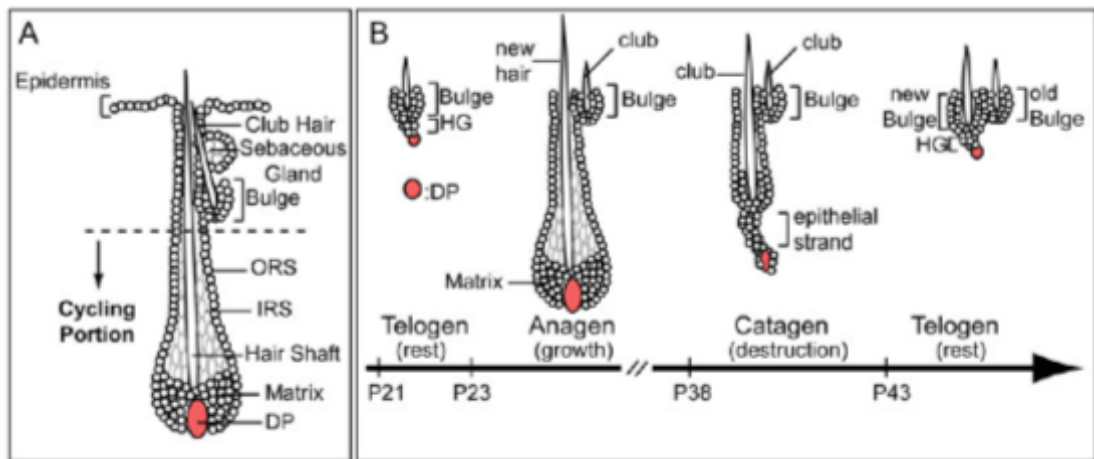 A
Epidermis
Club Hair
Sebaceous
Gland
Bulge
ORS
Cycling
Portion
IRS
Hair Shaft
Matrix
DP
B
new
hair
club
club
club
Bulge
HG
Bulge
Bulge
new
Bulge
old
Bulge
HGL
:DP
epithelial
strand
Matrix
Telogen
(rest)
Anagen
(growth)
Catagen
(destruction)
Telogen
(rest)
P21
P23
P38
P43